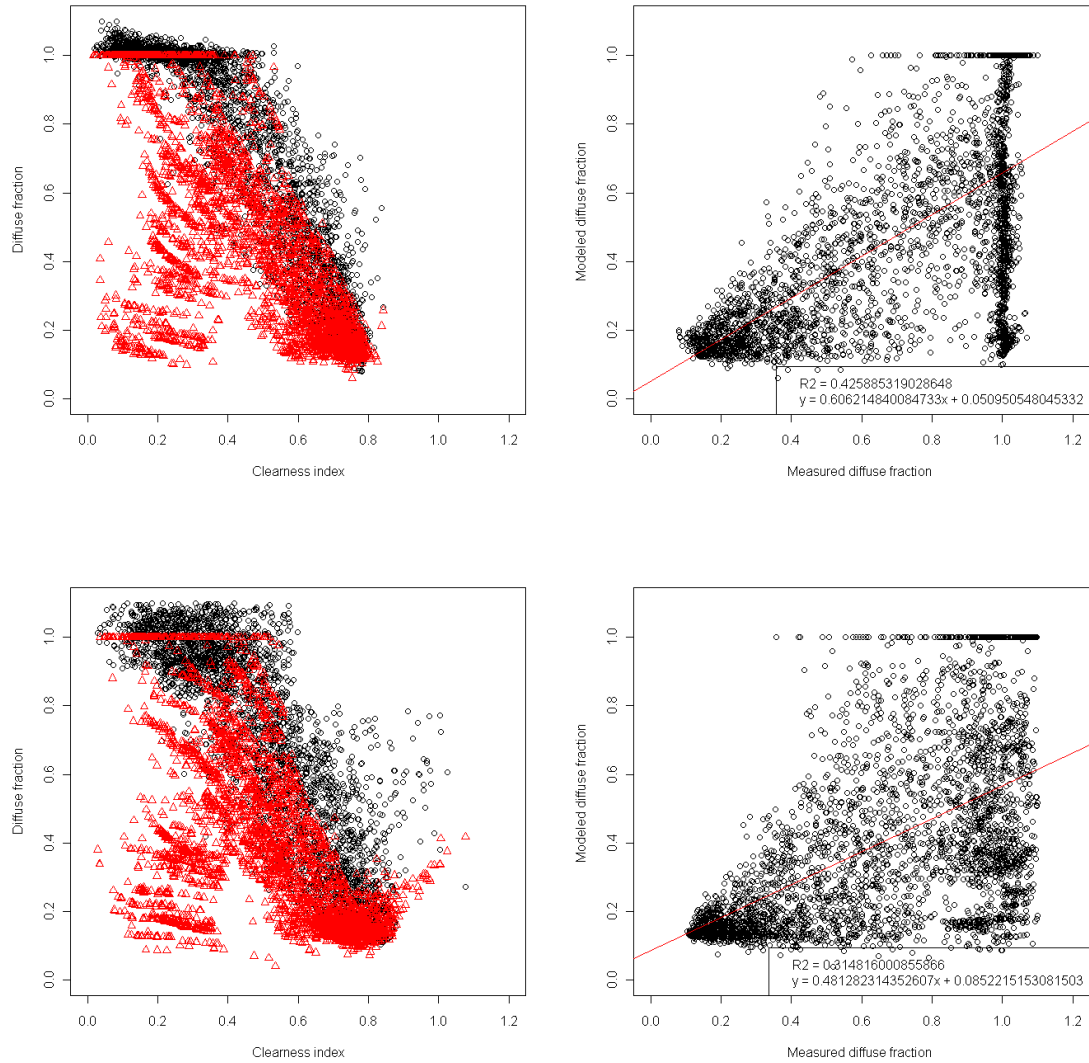 Diffuse fraction
0.0 0.2 0.4 0.6 0.8 1.0
0.0 0.2 0.4 0.6 0.8 1.0 1.2
Clearness index
Modeled diffuse fraction
0.0 0.2 0.4 0.6 0.8 1.0
R2 = 0.425885319028648
y = 0.606214840084733x + 0.050950548045332
0.0 0.2 0.4 0.6 0.8 1.0 1.2
Measured diffuse fraction
Diffuse fraction
0.0 0.2 0.4 0.6 0.8 1.0
0.0 0.2 0.4 0.6 0.8 1.0 1.2
Clearness index
Modeled diffuse fraction
0.0 0.2 0.4 0.6 0.8 1.0
R2 = 0.314816000855866
y = 0.481282314352607x + 0.0852215153081503
0.0 0.2 0.4 0.6 0.8 1.0 1.2
Measured diffuse fraction